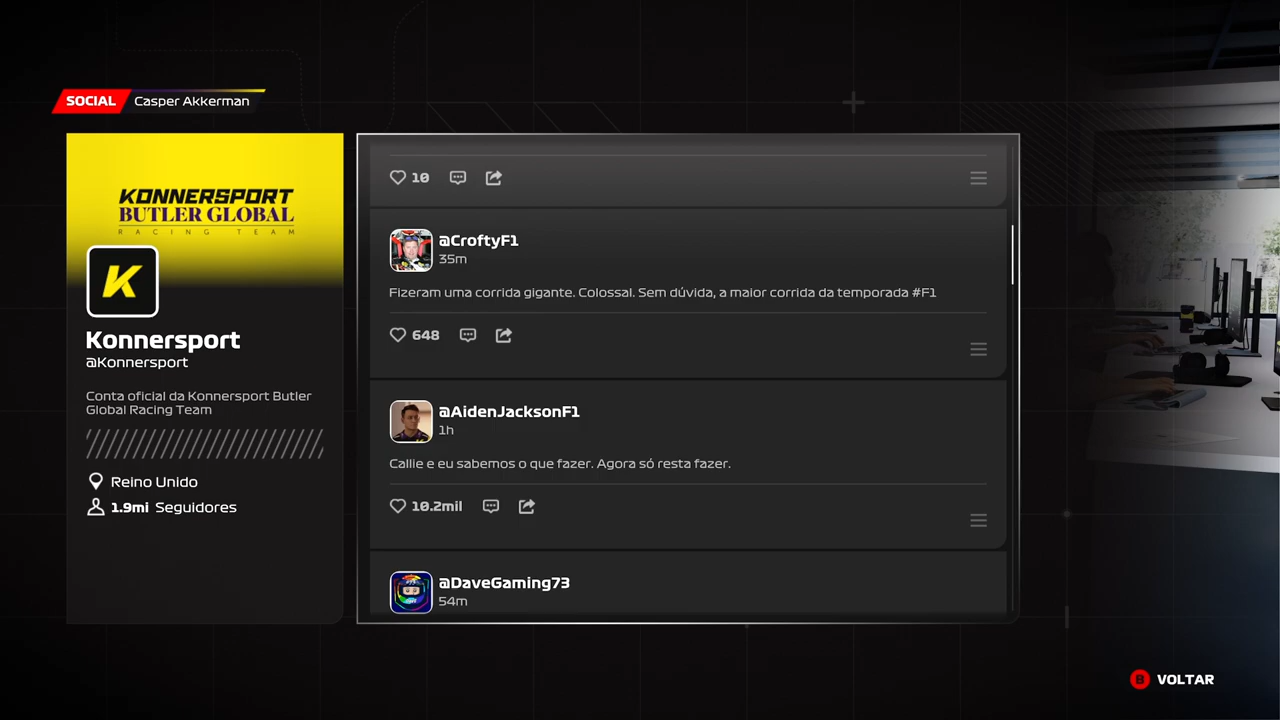 SOCIAL Casper Akkerman
KONNERSPORT
BUTLER GLOBAL
RACING TEAM
K
Konnersport
@Konnersport
Conta oficial da Konnersport Butler
Global Racing Team
Reino Unido
1.9mi Seguidores
10
@CroftyF1
35m
Fizeram uma corrida gigante. Colossal. Sem dúvida, a maior corrida da temporada #F1
648
@AidenJacksonF1
1h
Callie e eu sabemos o que fazer. Agora só resta fazer.
10.2mil
@DaveGaming73
54m
B VOLTAR